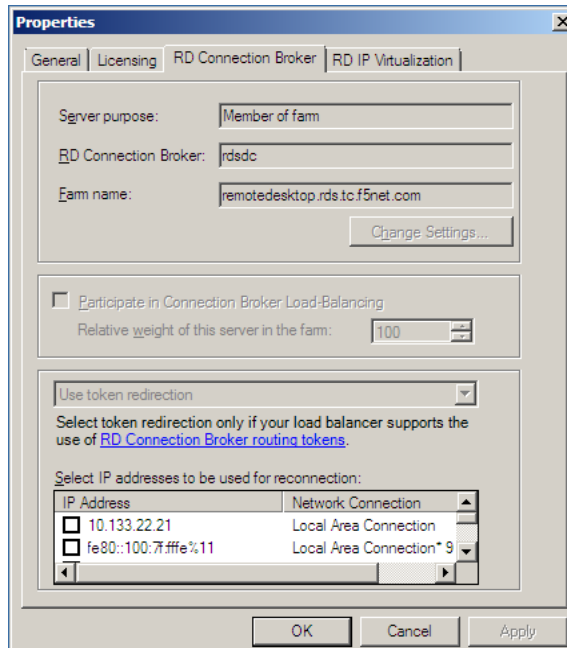 Properties
General
Licensing
RD Connection Broker
RD IP Virtualization
Server purpose:
Member of farm
RD Connection Broker:
rdsdc
Farm name:
remotedesktop.rds.tc.f5net.com
Change Settings...
Participate in Connection Broker Load-Balancing
Relative weight of this server in the farm:
100
Use token redirection
Select token redirection only if your load balancer supports the
use of RD Connection Broker routing tokens.
Select IP addresses to be used for reconnection:
IP Address
Network Connection
10.133.22.21
Local Area Connection
fe80::100:7f:fffe%11
Local Area Connection* 9
OK
Cancel
Apply